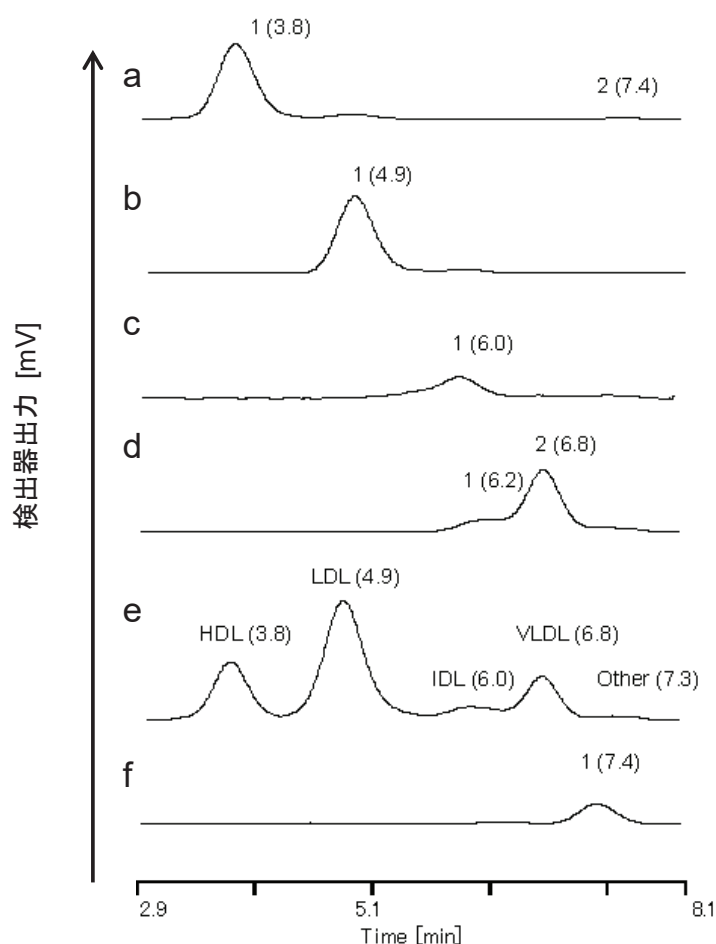 1 (3.8)
a
2 (7.4)
1 (4.9)
b
c
1 (6.0)
d
2 (6.8)
1 (6.2)
LDL (4.9)
e
HDL (3.8)
VLDL (6.8)
IDL (6.0)
Other (7.3)
f
1 (7.4)
検出器出力 [mV]
2.9
5.1
8.1
Time [min]